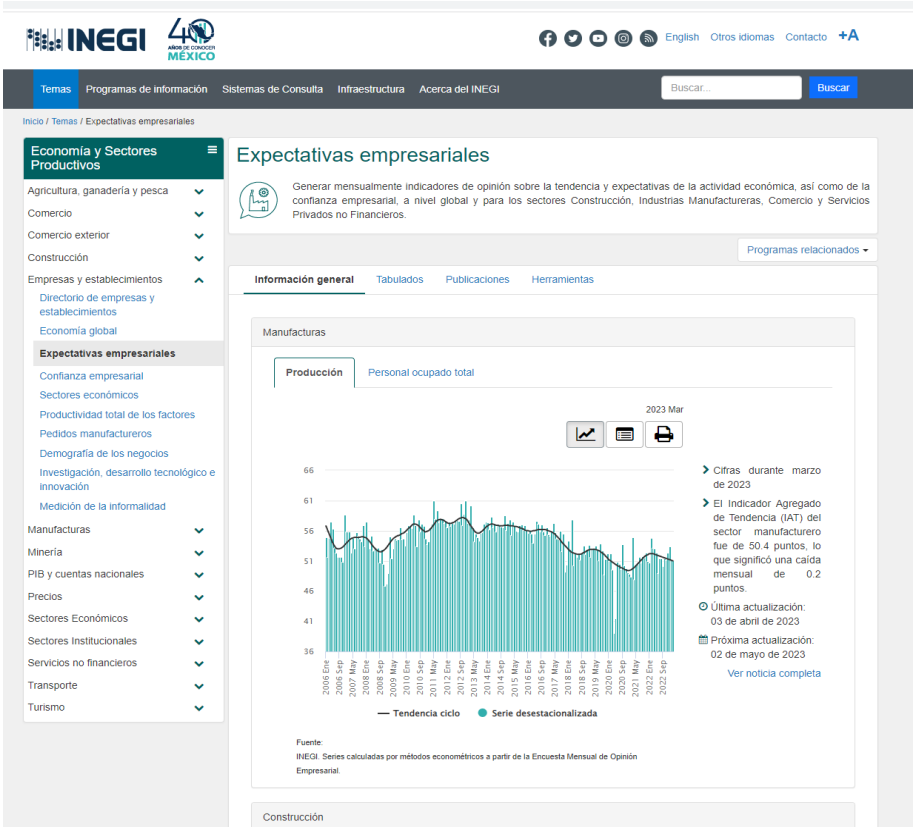 INEGI
40
AÑOS DE CONOCER
MÉXICO
English Otros idiomas Contacto +A
Temas Programas de información Sistemas de Consulta Infraestructura Acerca del INEGI
Buscar... Buscar
Inicio / Temas / Expectativas empresariales
Economía y Sectores
Productivos
Agricultura, ganadería y pesca
Comercio
Comercio exterior
Construcción
Empresas y establecimientos
Directorio de empresas y
establecimientos
Economía global
Expectativas empresariales
Confianza empresarial
Sectores económicos
Productividad total de los factores
Pedidos manufactureros
Demografía de los negocios
Investigación, desarrollo tecnológico e
innovación
Medición de la informalidad
Manufacturas
Minería
PIB y cuentas nacionales
Precios
Sectores Económicos
Sectores Institucionales
Servicios no financieros
Transporte
Turismo
Expectativas empresariales
Generar mensualmente indicadores de opinión sobre la tendencia y expectativas de la actividad económica, así como de la
confianza empresarial, a nivel global y para los sectores Construcción, Industrias Manufactureras, Comercio y Servicios
Privados no Financieros.
Programas relacionados
Información general Tabulados Publicaciones Herramientas
Manufacturas
Producción Personal ocupado total
2023 Mar
66
61
56
51
46
41
36
2006 Ene
2006 Sep
2007 May
2008 Ene
2008 Sep
2009 May
2010 Ene
2010 Sep
2011 May
2012 Ene
2012 Sep
2013 May
2014 Ene
2014 Sep
2015 May
2016 Ene
2016 Sep
2017 May
2018 Ene
2018 Sep
2019 May
2020 Ene
2020 Sep
2021 May
2022 Ene
2022 Sep
Tendencia ciclo Serie desestacionalizada
Cifras durante marzo
de 2023
El Indicador Agregado
de Tendencia (IAT) del
sector manufacturero
fue de 50.4 puntos, lo
que significó una caída
mensual de 0.2
puntos.
Última actualización:
03 de abril de 2023
Próxima actualización:
02 de mayo de 2023
Ver noticia completa
Fuente:
INEGI. Series calculadas por métodos econométricos a partir de la Encuesta Mensual de Opinión
Empresarial.
Construcción